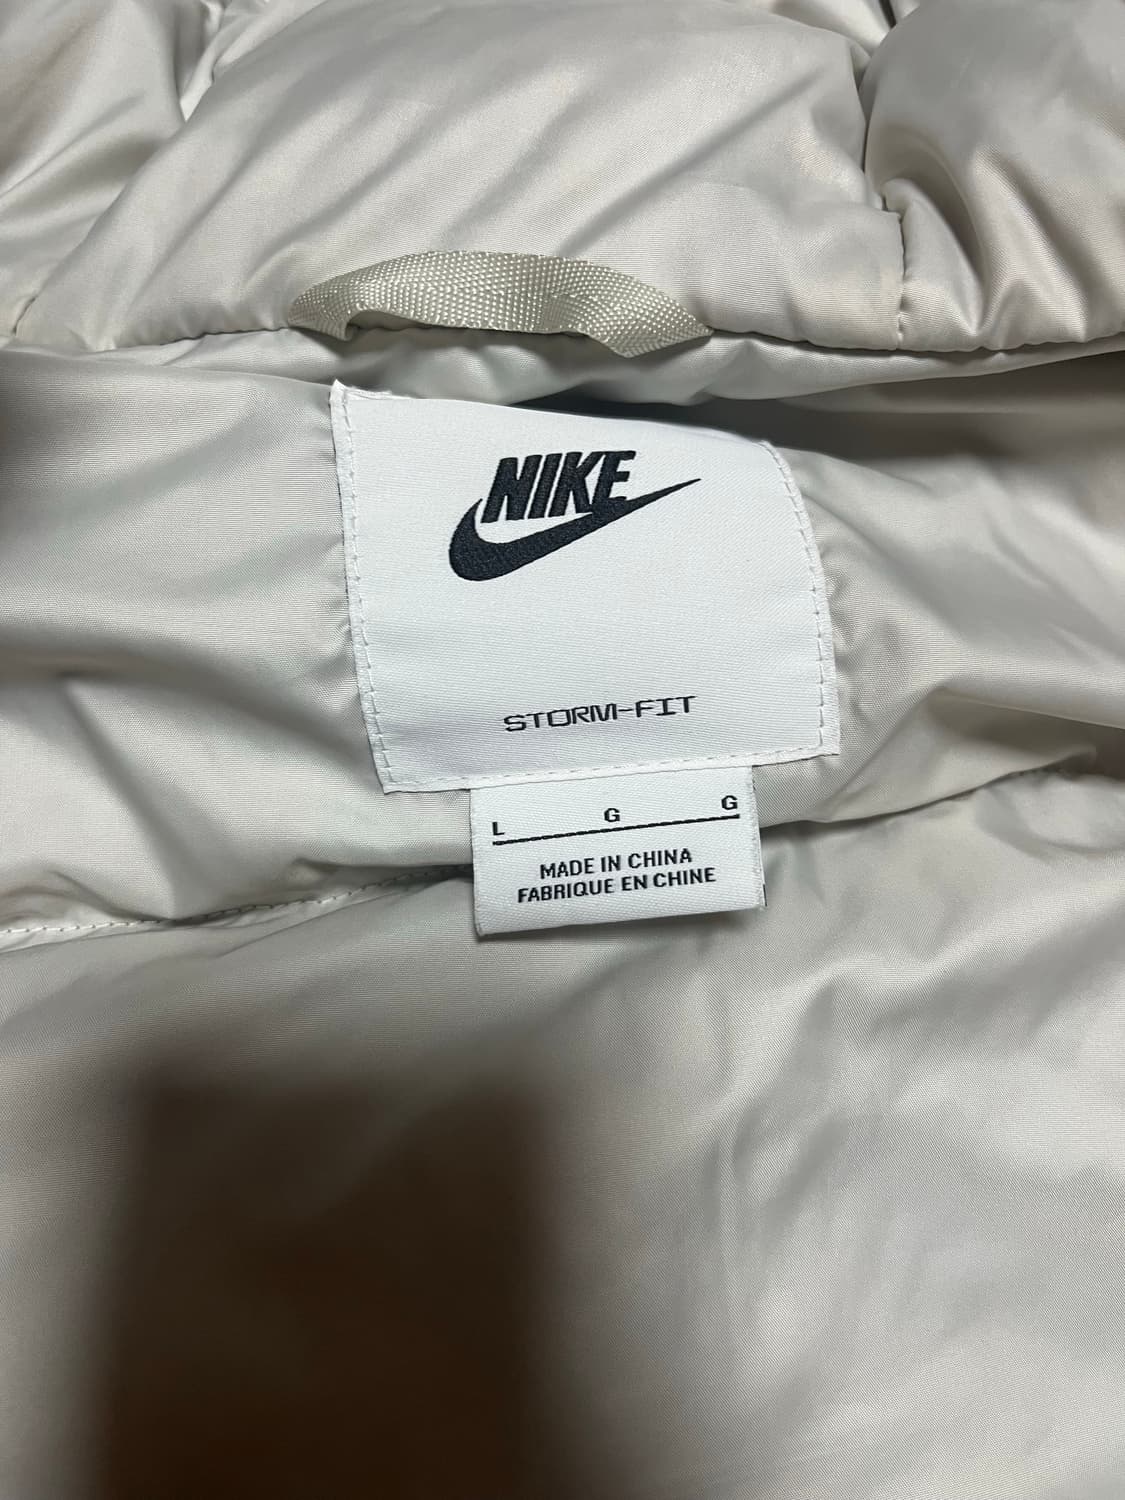 NIKE
STORM-FIT
L G G
MADE IN CHINA
FABRIQUE EN CHINE